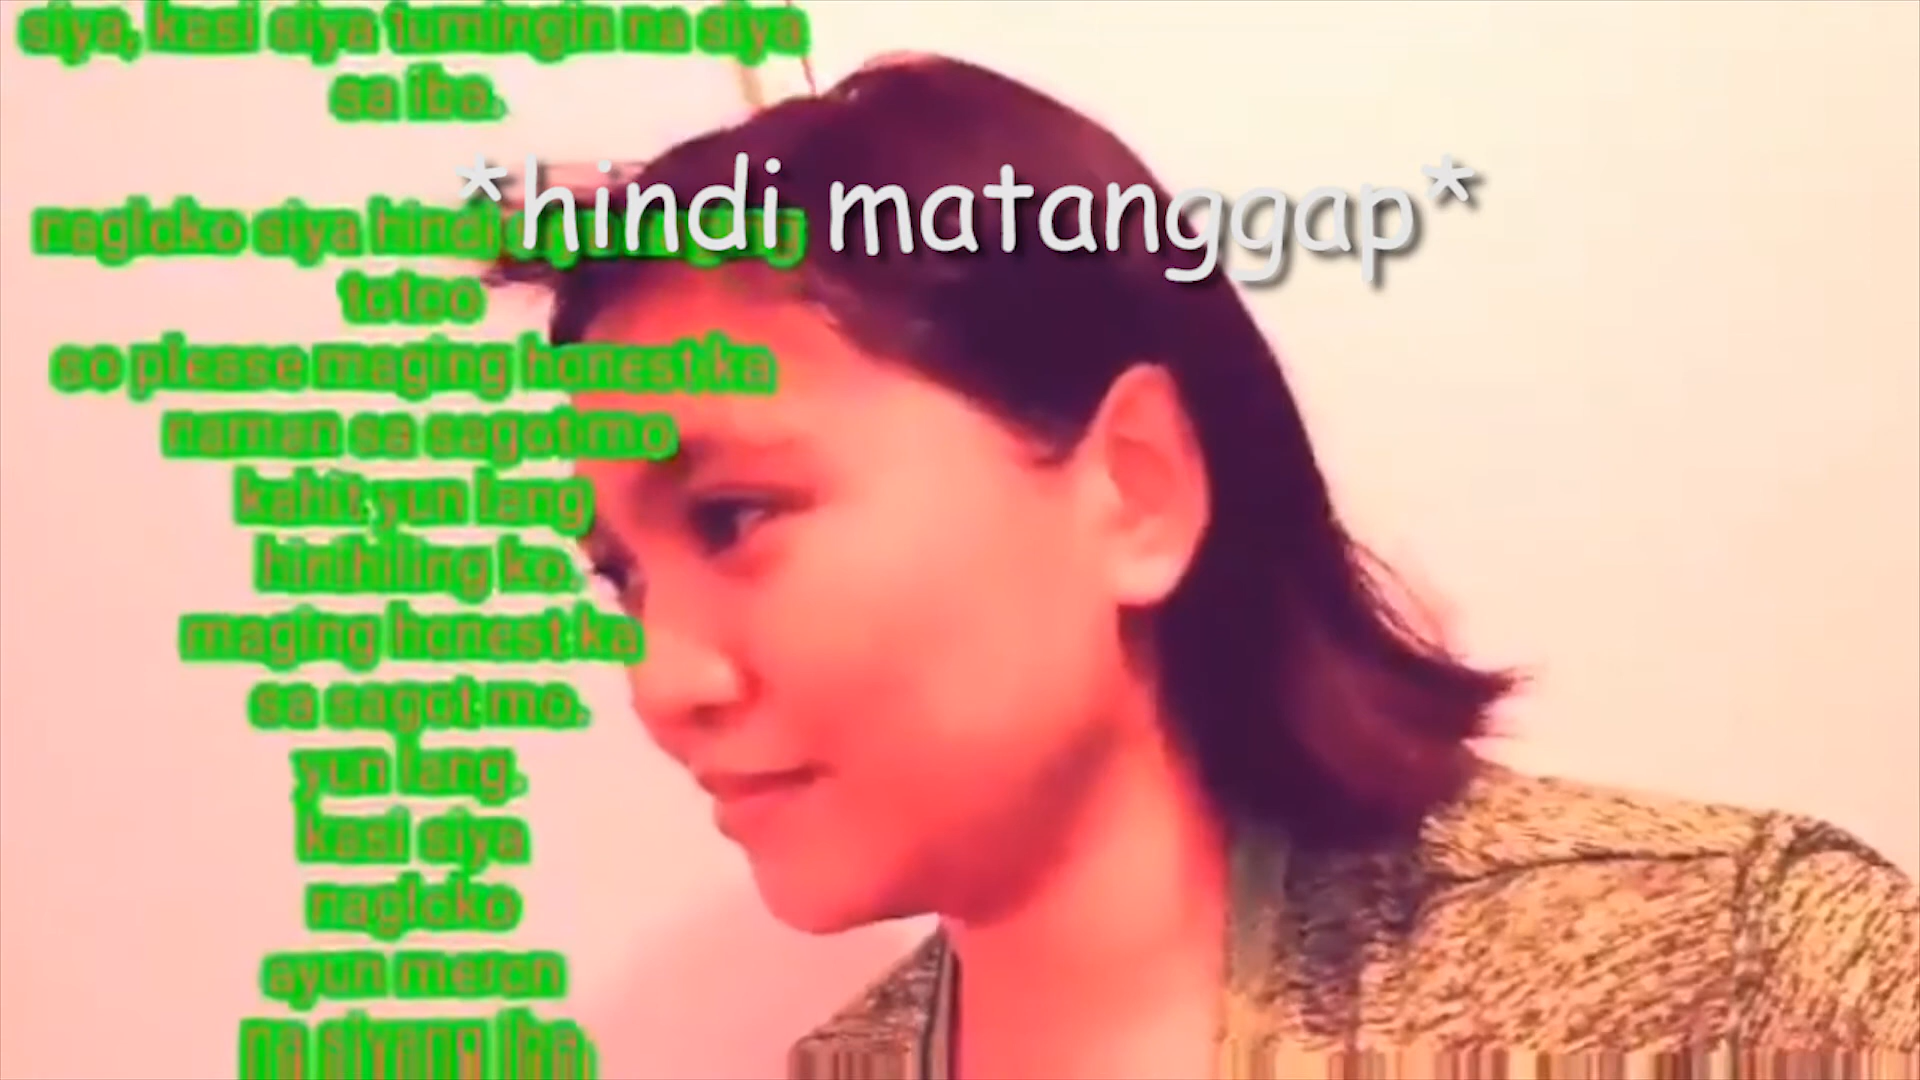 siya, kasi siya tumingin na siya
sa iba.
*hindi matanggap*
nagloko siya hindi
totoo
so please maging honest ka
naman sa sagot mo
kahit yun lang
hinihiling ko.
maging honest ka
sa sagot mo.
yun lang.
kasi siya
nagloko
ayun meron
na siyang iba.